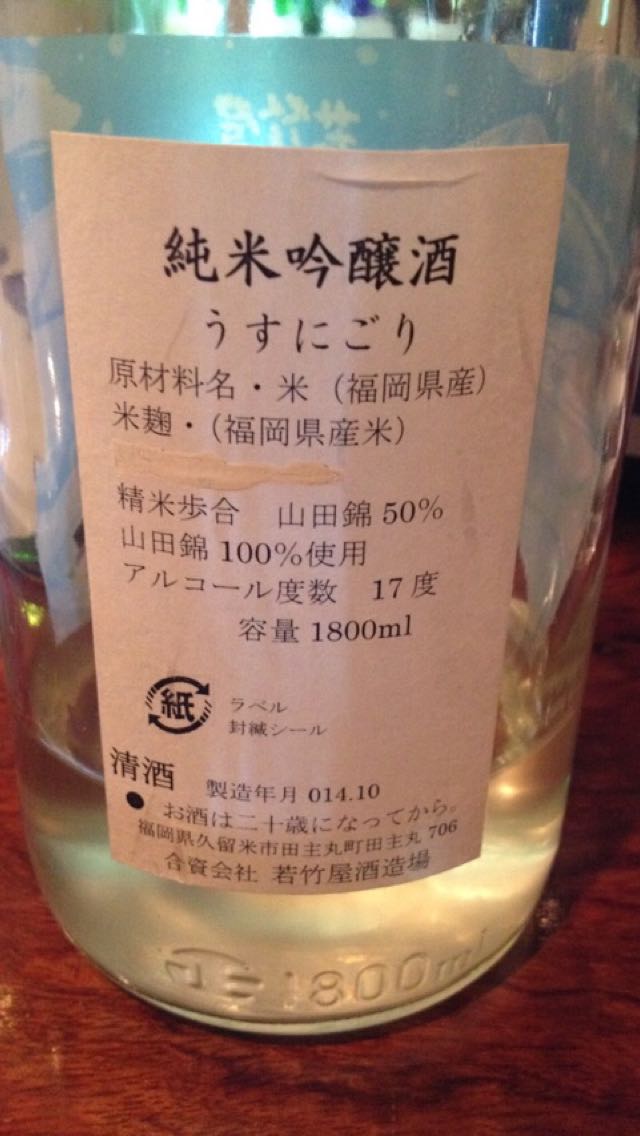 純米吟醸酒
うすにごり
原材料名・米（福岡県産）
米麹・（福岡県産米）
精米歩合　山田錦 50%
山田錦 100%使用
アルコール度数　17 度
容量 1800ml
紙
ラベル
封緘シール
清酒　製造年月 014.10
● お酒は二十歳になってから。
福岡県久留米市田主丸町田主丸 706
合資会社 若竹屋酒造場
1800ml